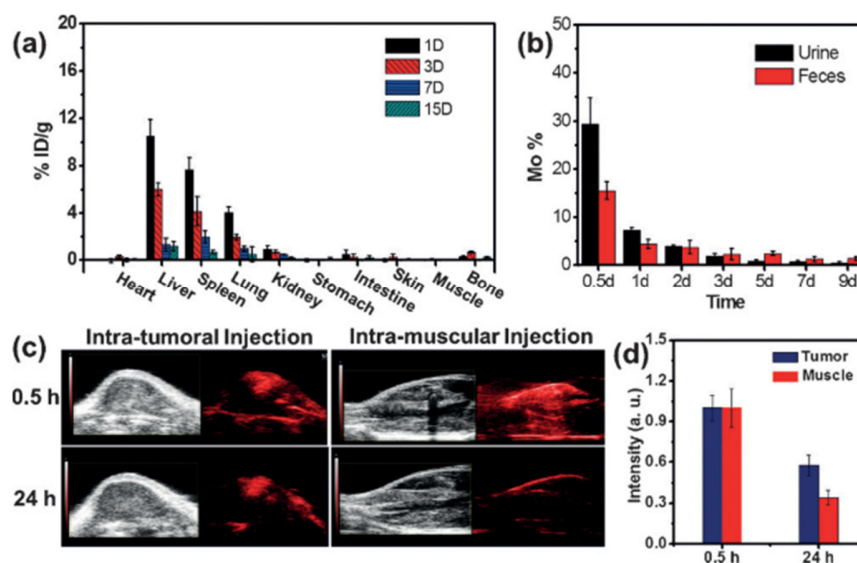 (a)
20
16
12
8
4
0
% ID/g
1D
3D
7D
15D
Heart
Liver
Spleen
Lung
Kidney
Stomach
Intestine
Skin
Muscle
Bone
(b)
50
40
30
20
10
0
Mo %
Urine
Feces
0.5d
1d
2d
3d
5d
7d
9d
Time
(c)
Intra-tumoral Injection
Intra-muscular Injection
0.5 h
24 h
(d)
1.5
1.2
0.9
0.6
0.3
0.0
Intensity (a. u.)
Tumor
Muscle
0.5 h
24 h